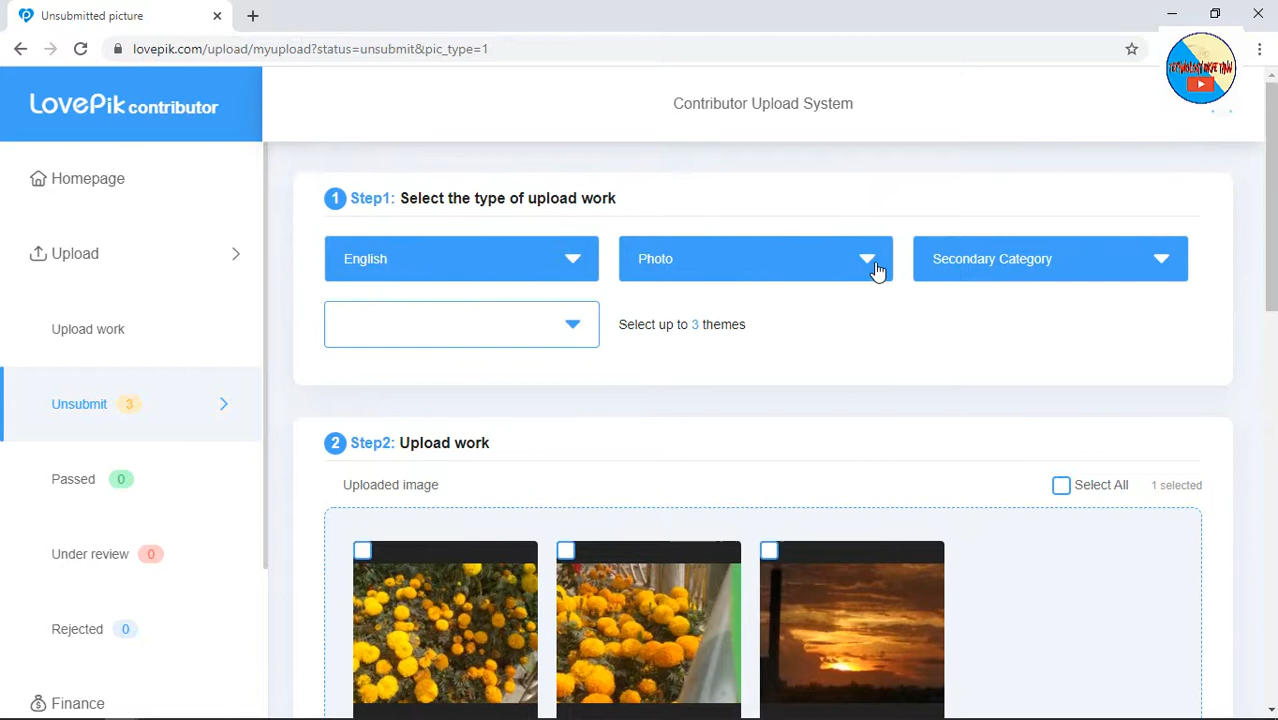 Unsubmitted picture
lovepik.com/upload/myupload?status=unsubmit&pic_type=1
LovePik contributor
Contributor Upload System
Homepage
Upload
Upload work
Unsubmit 3
Passed 0
Under review 0
Rejected 0
Finance
1 Step1: Select the type of upload work
English
Photo
Secondary Category
Select up to 3 themes
2 Step2: Upload work
Uploaded image
Select All
1 selected